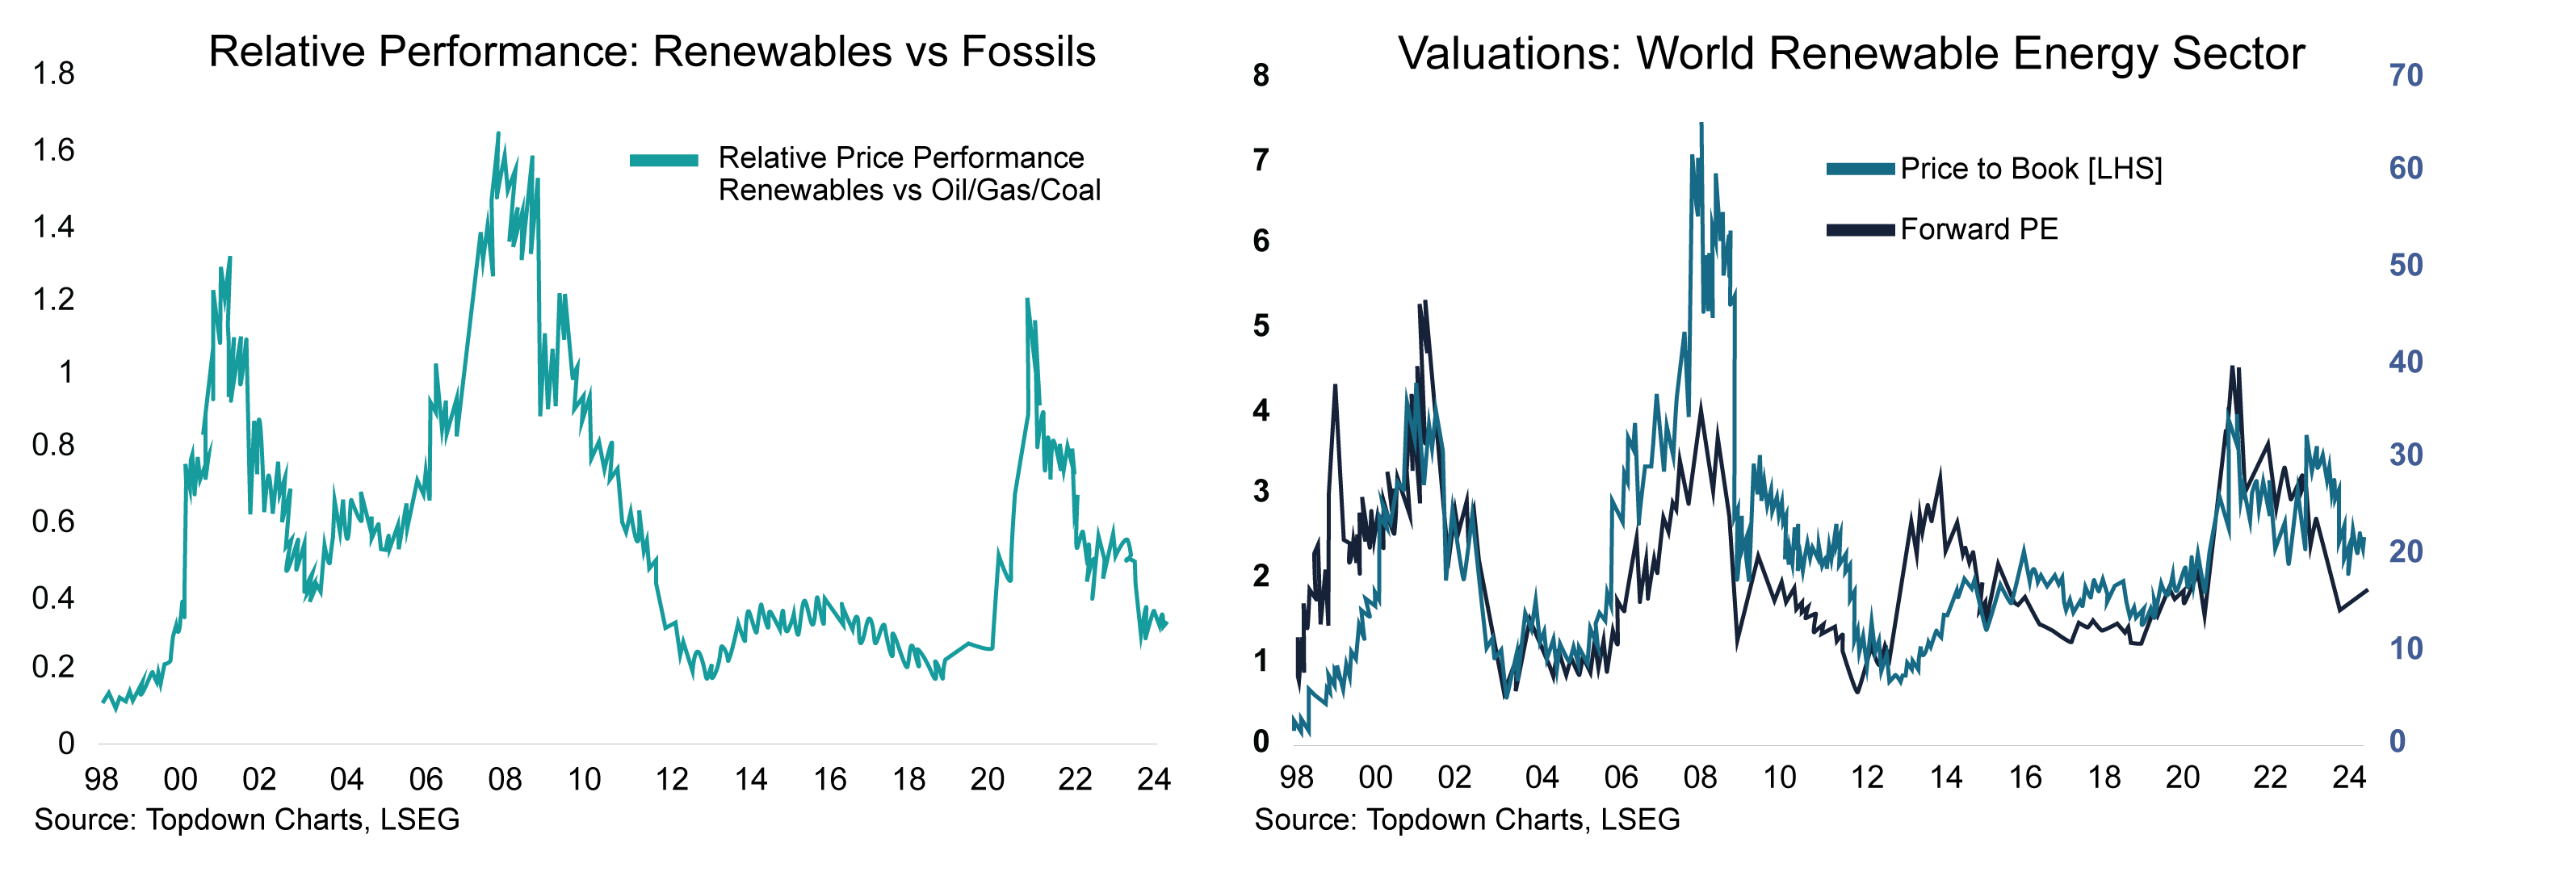 Relative Performance: Renewables vs Fossils
1.8
1.6
1.4
1.2
1
0.8
0.6
0.4
0.2
0
Relative Price Performance
Renewables vs Oil/Gas/Coal
98 00 02 04 06 08 10 12 14 16 18 20 22 24
Source: Topdown Charts, LSEG
Valuations: World Renewable Energy Sector
8
7
6
5
4
3
2
1
0
Price to Book [LHS]
Forward PE
70
60
50
40
30
20
10
0
98 00 02 04 06 08 10 12 14 16 18 20 22 24
Source: Topdown Charts, LSEG